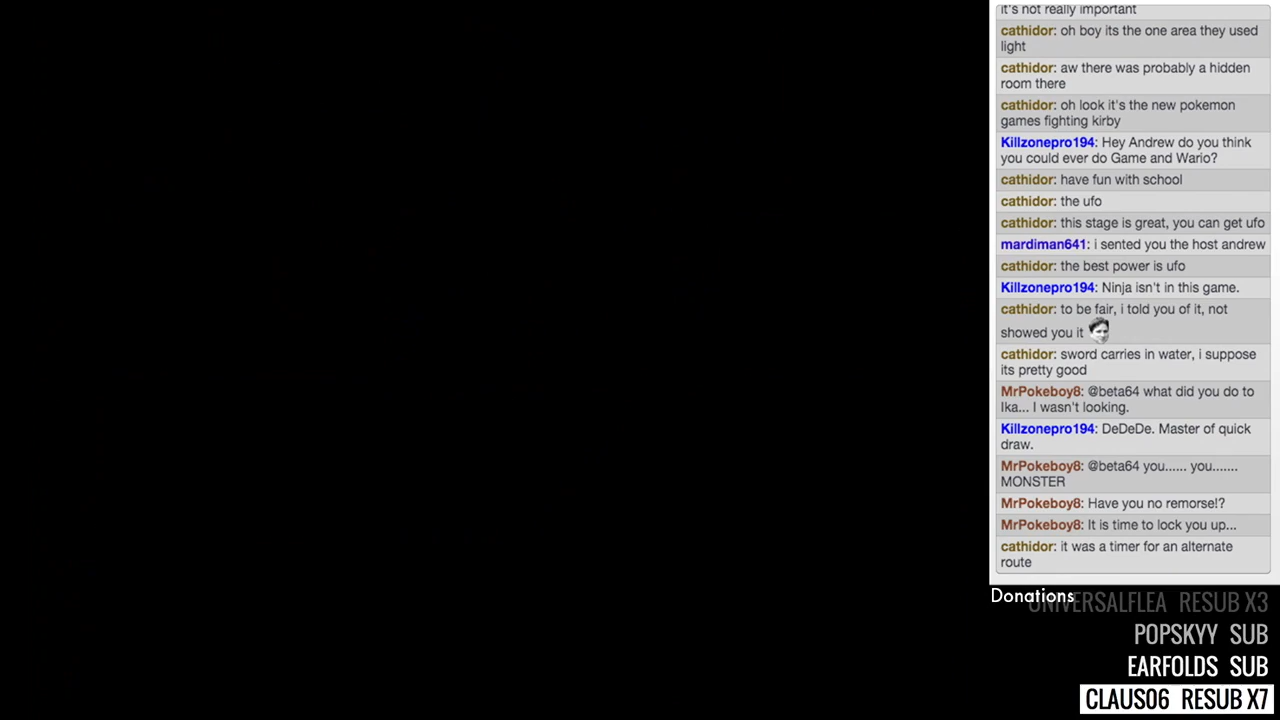 it's not really important
cathidor: oh boy its the one area they used
light
cathidor: aw there was probably a hidden
room there
cathidor: oh look it's the new pokemon
games fighting kirby
Killzonepro194: Hey Andrew do you think
you could ever do Game and Wario?
cathidor: have fun with school
cathidor: the ufo
cathidor: this stage is great, you can get ufo
mardiman641: i sented you the host andrew
cathidor: the best power is ufo
Killzonepro194: Ninja isn't in this game.
cathidor: to be fair, i told you of it, not
showed you it
cathidor: sword carries in water, i suppose
its pretty good
MrPokeboy8: @beta64 what did you do to
Ika... I wasn't looking.
Killzonepro194: DeDeDe. Master of quick
draw.
MrPokeboy8: @beta64 you...... you.......
MONSTER
MrPokeboy8: Have you no remorse!?
MrPokeboy8: It is time to lock you up...
cathidor: it was a timer for an alternate
route
Donations
UNIVERSALFLEA RESUB X3
POPSKYY SUB
EARFOLDS SUB
CLAUS06 RESUB X7